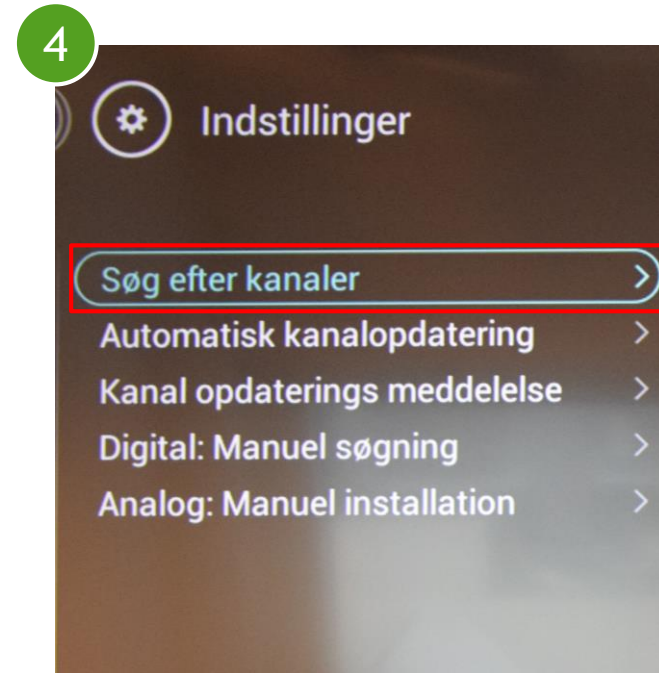 4
Indstillinger
Søg efter kanaler
Automatisk kanalopdatering
Kanal opdaterings meddelelse
Digital: Manuel søgning
Analog: Manuel installation